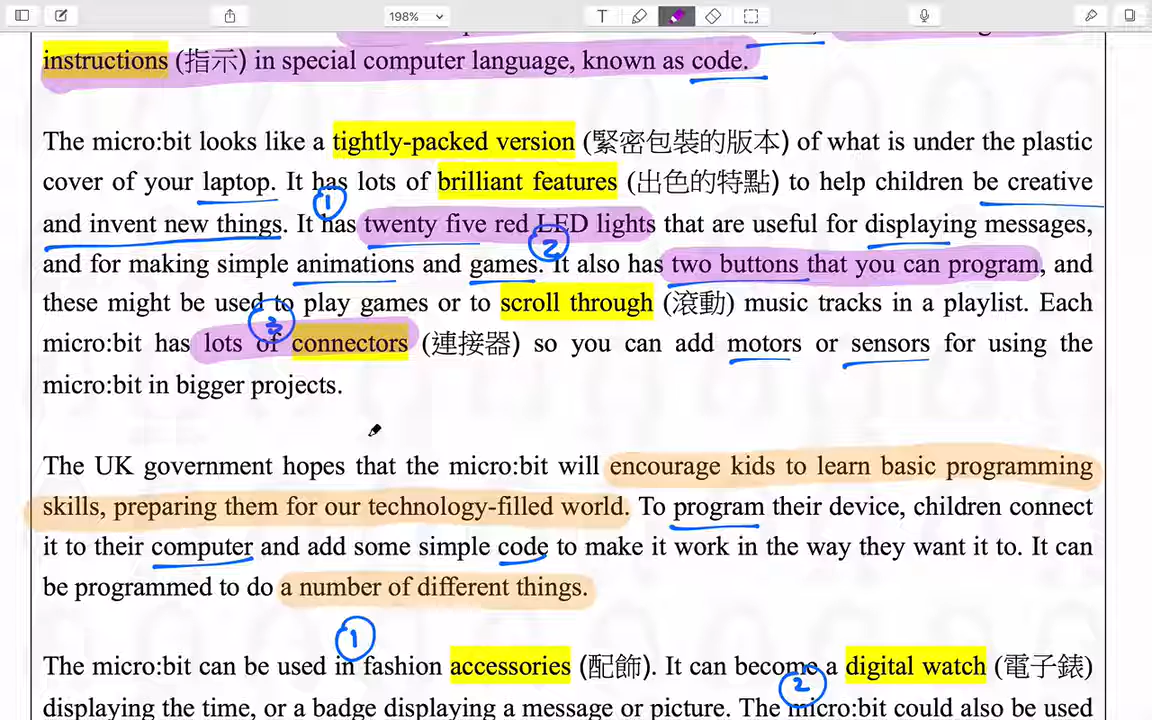 198%
T
instructions (指示) in special computer language, known as code.
The micro:bit looks like a tightly-packed version (緊密包裝的版本) of what is under the plastic
cover of your laptop. It has lots of brilliant features (出色的特點) to help children be creative
1
and invent new things. It has twenty five red LED lights that are useful for displaying messages,
2
and for making simple animations and games. It also has two buttons that you can program, and
these might be used to play games or to scroll through (滾動) music tracks in a playlist. Each
3
micro:bit has lots of connectors (連接器) so you can add motors or sensors for using the
micro:bit in bigger projects.
The UK government hopes that the micro:bit will encourage kids to learn basic programming
skills, preparing them for our technology-filled world. To program their device, children connect
it to their computer and add some simple code to make it work in the way they want it to. It can
be programmed to do a number of different things.
1
The micro:bit can be used in fashion accessories (配飾). It can become a digital watch (電子錶)
2
displaying the time, or a badge displaying a message or picture. The micro:bit could also be used